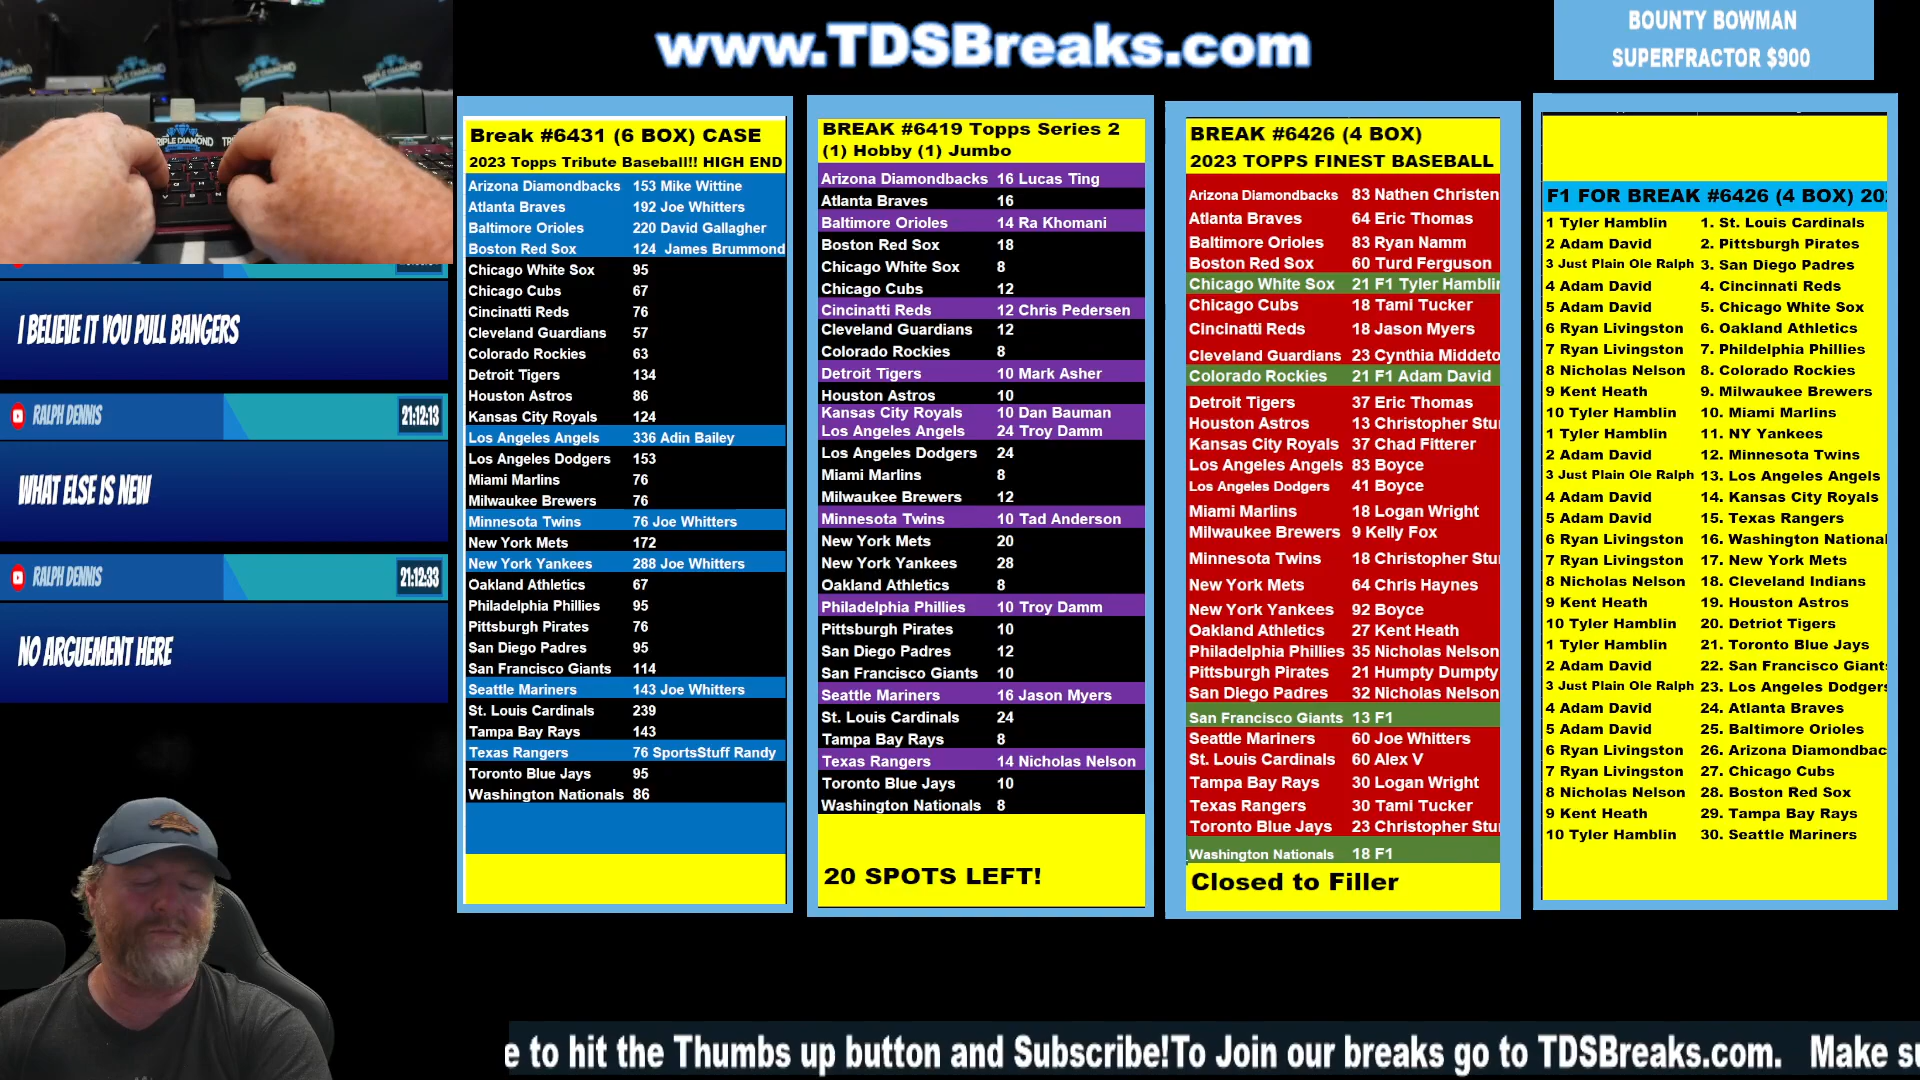 www.TDSBreaks.com
BOUNTY BOWMAN
SUPERFRACTOR $900
TRIPLE DIAMOND
I BELIEVE IT YOU PULL BANGERS
RALPH DENNIS 21:12:13
WHAT ELSE IS NEW
RALPH DENNIS 21:12:33
NO ARGUEMENT HERE
Break #6431 (6 BOX) CASE
2023 Topps Tribute Baseball!! HIGH END
Arizona Diamondbacks 153 Mike Wittine
Atlanta Braves 192 Joe Whitters
Baltimore Orioles 220 David Gallagher
Boston Red Sox 124 James Brummond
Chicago White Sox 95
Chicago Cubs 67
Cincinatti Reds 76
Cleveland Guardians 57
Colorado Rockies 63
Detroit Tigers 134
Houston Astros 86
Kansas City Royals 124
Los Angeles Angels 336 Adin Bailey
Los Angeles Dodgers 153
Miami Marlins 76
Milwaukee Brewers 76
Minnesota Twins 76 Joe Whitters
New York Mets 172
New York Yankees 288 Joe Whitters
Oakland Athletics 67
Philadelphia Phillies 95
Pittsburgh Pirates 76
San Diego Padres 95
San Francisco Giants 114
Seattle Mariners 143 Joe Whitters
St. Louis Cardinals 239
Tampa Bay Rays 143
Texas Rangers 76 SportsStuff Randy
Toronto Blue Jays 95
Washington Nationals 86
BREAK #6419 Topps Series 2
(1) Hobby (1) Jumbo
Arizona Diamondbacks 16 Lucas Ting
Atlanta Braves 16
Baltimore Orioles 14 Ra Khomani
Boston Red Sox 18
Chicago White Sox 8
Chicago Cubs 12
Cincinatti Reds 12 Chris Pedersen
Cleveland Guardians 12
Colorado Rockies 8
Detroit Tigers 10 Mark Asher
Houston Astros 10
Kansas City Royals 10 Dan Bauman
Los Angeles Angels 24 Troy Damm
Los Angeles Dodgers 24
Miami Marlins 8
Milwaukee Brewers 12
Minnesota Twins 10 Tad Anderson
New York Mets 20
New York Yankees 28
Oakland Athletics 8
Philadelphia Phillies 10 Troy Damm
Pittsburgh Pirates 10
San Diego Padres 12
San Francisco Giants 10
Seattle Mariners 16 Jason Myers
St. Louis Cardinals 24
Tampa Bay Rays 8
Texas Rangers 14 Nicholas Nelson
Toronto Blue Jays 10
Washington Nationals 8
20 SPOTS LEFT!
BREAK #6426 (4 BOX)
2023 TOPPS FINEST BASEBALL
Arizona Diamondbacks 83 Nathen Christen
Atlanta Braves 64 Eric Thomas
Baltimore Orioles 83 Ryan Namm
Boston Red Sox 60 Turd Ferguson
Chicago White Sox 21 F1 Tyler Hamblin
Chicago Cubs 18 Tami Tucker
Cincinatti Reds 18 Jason Myers
Cleveland Guardians 23 Cynthia Middeto
Colorado Rockies 21 F1 Adam David
Detroit Tigers 37 Eric Thomas
Houston Astros 13 Christopher Stu
Kansas City Royals 37 Chad Fitterer
Los Angeles Angels 83 Boyce
Los Angeles Dodgers 41 Boyce
Miami Marlins 18 Logan Wright
Milwaukee Brewers 9 Kelly Fox
Minnesota Twins 18 Christopher Stu
New York Mets 64 Chris Haynes
New York Yankees 92 Boyce
Oakland Athletics 27 Kent Heath
Philadelphia Phillies 35 Nicholas Nelson
Pittsburgh Pirates 21 Humpty Dumpty
San Diego Padres 32 Nicholas Nelson
San Francisco Giants 13 F1
Seattle Mariners 60 Joe Whitters
St. Louis Cardinals 60 Alex V
Tampa Bay Rays 30 Logan Wright
Texas Rangers 30 Tami Tucker
Toronto Blue Jays 23 Christopher Stu
Washington Nationals 18 F1
Closed to Filler
F1 FOR BREAK #6426 (4 BOX) 20
1 Tyler Hamblin 1. St. Louis Cardinals
2 Adam David 2. Pittsburgh Pirates
3 Just Plain Ole Ralph 3. San Diego Padres
4 Adam David 4. Cincinnati Reds
5 Adam David 5. Chicago White Sox
6 Ryan Livingston 6. Oakland Athletics
7 Ryan Livingston 7. Phildelphia Phillies
8 Nicholas Nelson 8. Colorado Rockies
9 Kent Heath 9. Milwaukee Brewers
10 Tyler Hamblin 10. Miami Marlins
1 Tyler Hamblin 11. NY Yankees
2 Adam David 12. Minnesota Twins
3 Just Plain Ole Ralph 13. Los Angeles Angels
4 Adam David 14. Kansas City Royals
5 Adam David 15. Texas Rangers
6 Ryan Livingston 16. Washington National
7 Ryan Livingston 17. New York Mets
8 Nicholas Nelson 18. Cleveland Indians
9 Kent Heath 19. Houston Astros
10 Tyler Hamblin 20. Detriot Tigers
1 Tyler Hamblin 21. Toronto Blue Jays
2 Adam David 22. San Francisco Giants
3 Just Plain Ole Ralph 23. Los Angeles Dodgers
4 Adam David 24. Atlanta Braves
5 Adam David 25. Baltimore Orioles
6 Ryan Livingston 26. Arizona Diamondbac
7 Ryan Livingston 27. Chicago Cubs
8 Nicholas Nelson 28. Boston Red Sox
9 Kent Heath 29. Tampa Bay Rays
10 Tyler Hamblin 30. Seattle Mariners
e to hit the Thumbs up button and Subscribe!To Join our breaks go to TDSBreaks.com. Make su